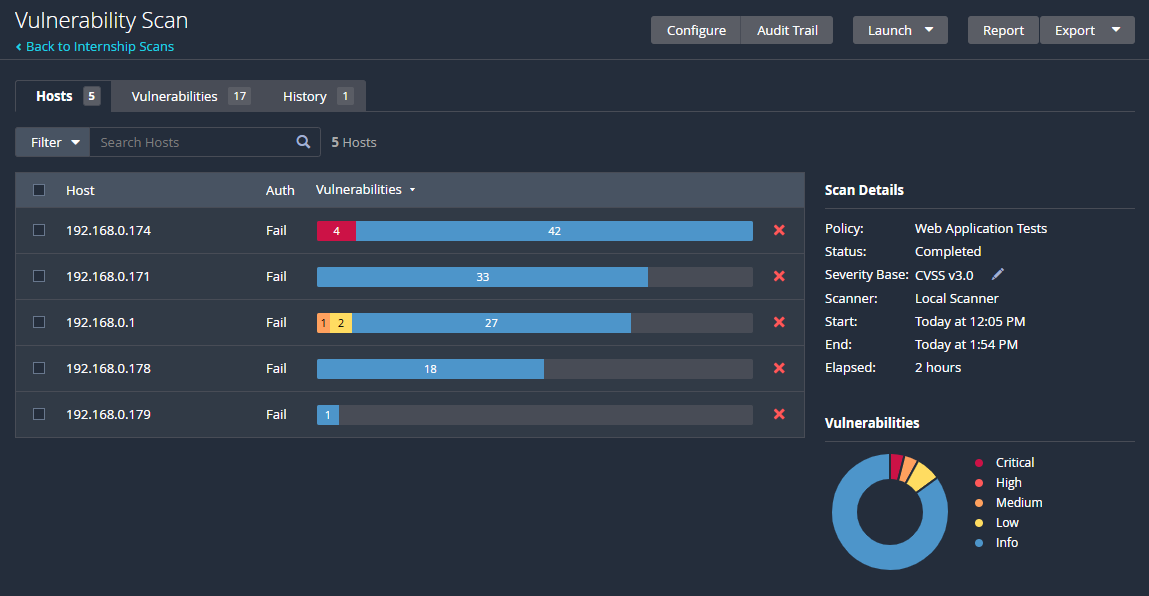 Vulnerability Scan
Back to Internship Scans
Configure Audit Trail Launch Report Export
Hosts 5 Vulnerabilities 17 History 1
Filter Search Hosts 5 Hosts
Host Auth Vulnerabilities
192.168.0.174 Fail 4 42
192.168.0.171 Fail 33
192.168.0.1 Fail 1 2 27
192.168.0.178 Fail 18
192.168.0.179 Fail 1
Scan Details
Policy: Web Application Tests
Status: Completed
Severity Base: CVSS v3.0
Scanner: Local Scanner
Start: Today at 12:05 PM
End: Today at 1:54 PM
Elapsed: 2 hours
Vulnerabilities
Critical
High
Medium
Low
Info